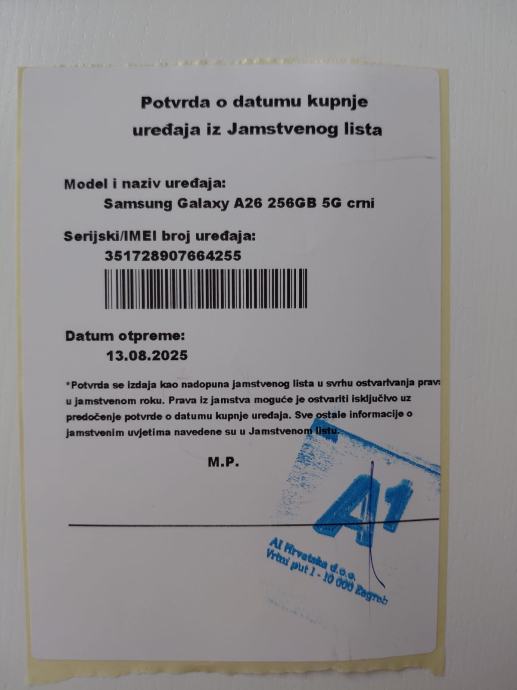 Potvrda o datumu kupnje
uređaja iz Jamstvenog lista
Model i naziv uređaja:
Samsung Galaxy A26 256GB 5G crni
Serijski/IMEI broj uređaja:
351728907664255
Datum otpreme:
13.08.2025
*Potvrda se izdaja kao nadopuna jamstvenog lista u svrhu ostvarivanja prava
u jamstvenom roku. Prava iz jamstva moguće je ostvariti isključivo uz
predočenje potvrde o datumu kupnje uređaja. Sve ostale informacije o
jamstvenim uvjetima navedene su u Jamstvenom listu.
M.P.
A1
A1 Hrvatska d.o.o.
Vrtni put 1 - 10 000 Zagreb